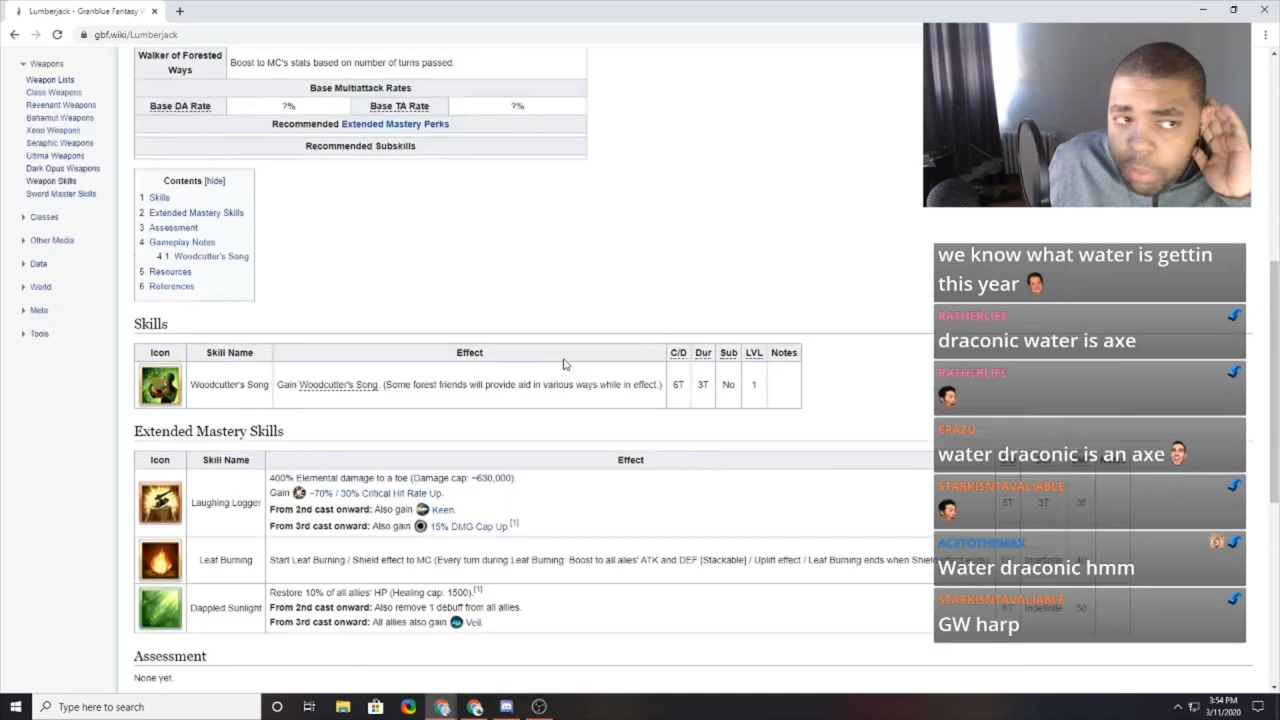 Lumberjack - Granblue Fantasy
gbf.wiki/Lumberjack
Weapons
Weapon Lists
Class Weapons
Revenant Weapons
Bahamut Weapons
Xeno Weapons
Seraphic Weapons
Ultima Weapons
Dark Opus Weapons
Weapon Skills
Sword Master Skills
Classes
Other Media
Data
World
Meta
Tools
Walker of Forested Ways
Boost to MC's stats based on number of turns passed.
Base Multiattack Rates
Base DA Rate ?% Base TA Rate ?%
Recommended Extended Mastery Perks
Recommended Subskills
Contents [hide]
1 Skills
2 Extended Mastery Skills
3 Assessment
4 Gameplay Notes
4.1 Woodcutter's Song
5 Resources
6 References
Skills
Icon Skill Name Effect C/D Dur Sub LVL Notes
Woodcutter's Song Gain Woodcutter's Song. (Some forest friends will provide aid in various ways while in effect.) 6T 3T No 1
Extended Mastery Skills
Icon Skill Name Effect
Laughing Logger
400% Elemental damage to a foe (Damage cap: ~630,000).
Gain ~70% / 30% Critical Hit Rate Up.
From 2nd cast onward: Also gain Keen.
From 3rd cast onward: Also gain 15% DMG Cap Up.[1]
Leaf Burning Start Leaf Burning / Shield effect to MC (Every turn during Leaf Burning: Boost to all allies' ATK and DEF [Stackable] / Uplift effect / Leaf Burning ends when Shield
Dappled Sunlight
Restore 10% of all allies' HP (Healing cap: 1500).[1]
From 2nd cast onward: Also remove 1 debuff from all allies.
From 3rd cast onward: All allies also gain Veil.
Assessment
None yet.
we know what water is gettin
this year
RATHERLIFE
draconic water is axe
RATHERLIFE
ERAZU
water draconic is an axe
STARKISNTAVALIABLE
6T 3T
ACETOTHEMAX
Water draconic hmm
STARKISNTAVALIABLE
GW harp
Type here to search
3:54 PM
3/11/2020